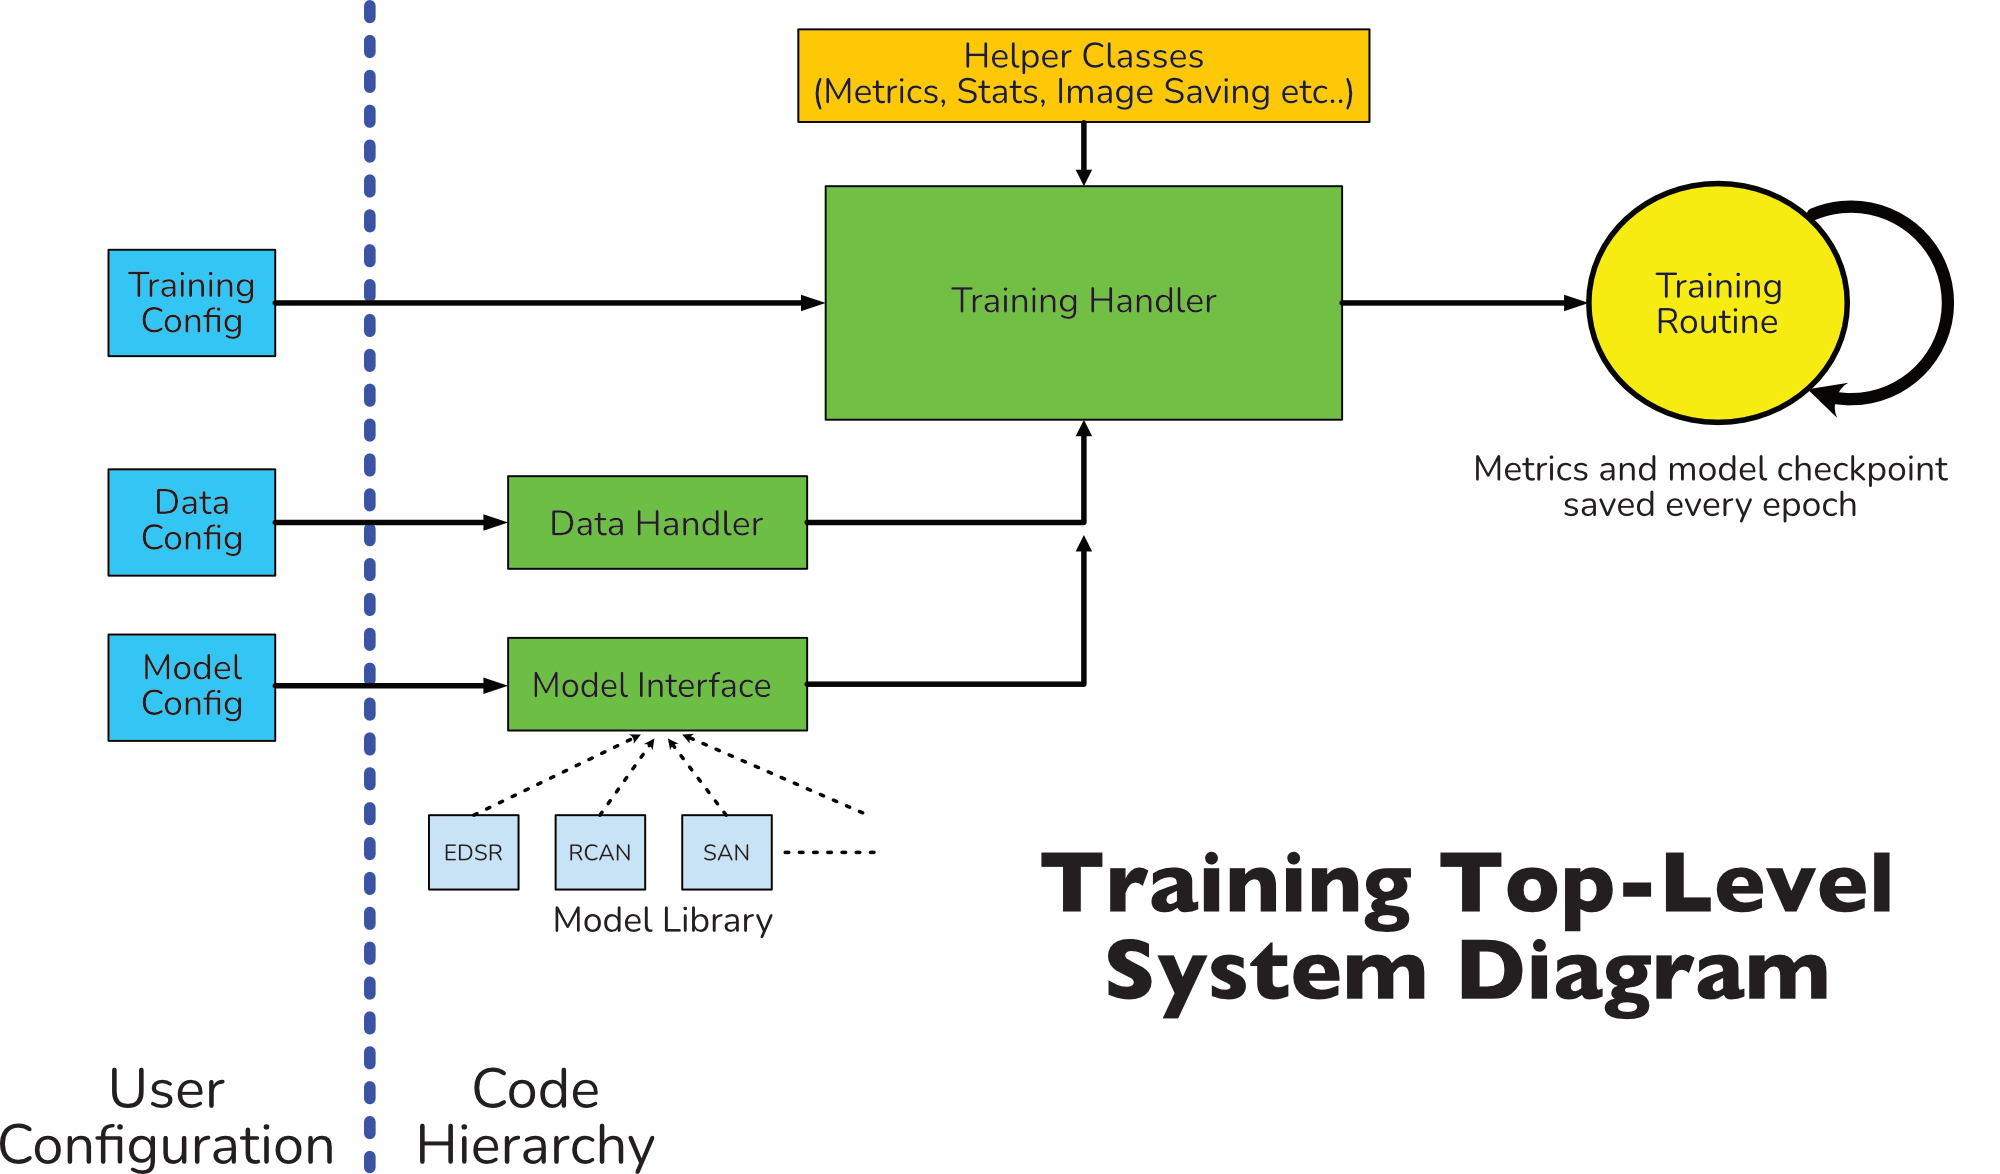 Helper Classes
(Metrics, Stats, Image Saving etc..)
Training
Config
Training Handler
Training
Routine
Metrics and model checkpoint
saved every epoch
Data
Config
Data Handler
Model
Config
Model Interface
EDSR
RCAN
SAN
Model Library
Training Top-Level
System Diagram
User
Configuration
Code
Hierarchy